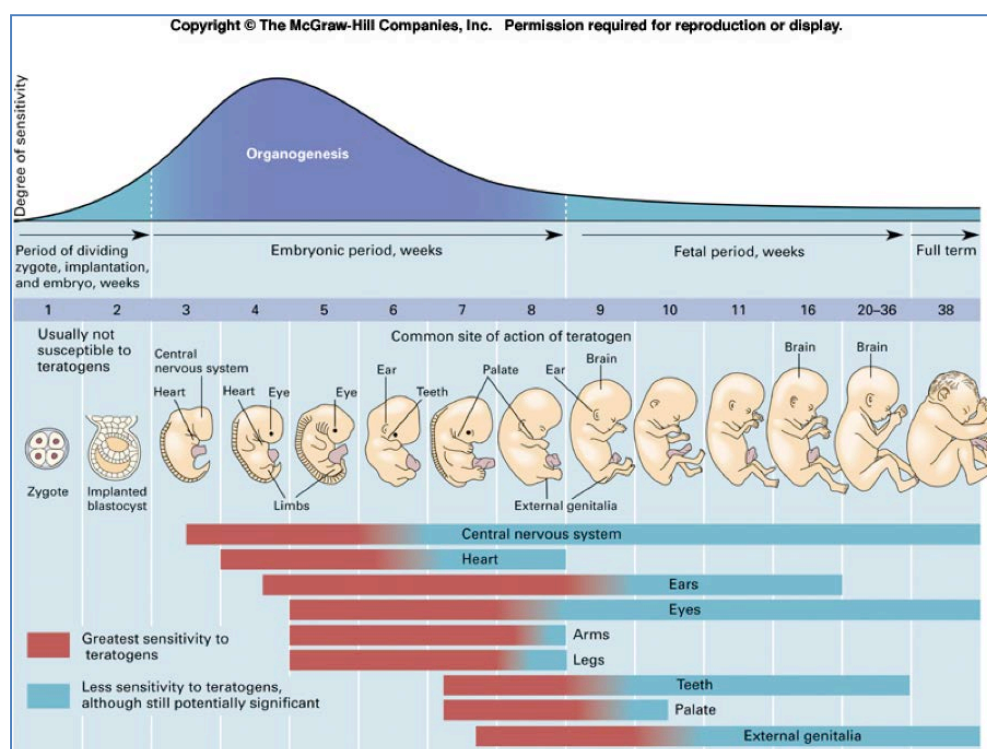 Copyright © The McGraw-Hill Companies, Inc. Permission required for reproduction or display.
Degree of sensitivity
Organogenesis
Period of dividing
zygote, implantation,
and embryo, weeks
Embryonic period, weeks
Fetal period, weeks
Full term
1 2 3 4 5 6 7 8 9 10 11 16 20–36 38
Usually not
susceptible to
teratogens
Common site of action of teratogen
Central
nervous system
Heart
Heart
Eye
Eye
Ear
Teeth
Palate
Ear
Brain
Brain
Brain
Zygote
Implanted
blastocyst
Limbs
External genitalia
Central nervous system
Heart
Ears
Eyes
Arms
Legs
Teeth
Palate
External genitalia
Greatest sensitivity to
teratogens
Less sensitivity to teratogens,
although still potentially significant